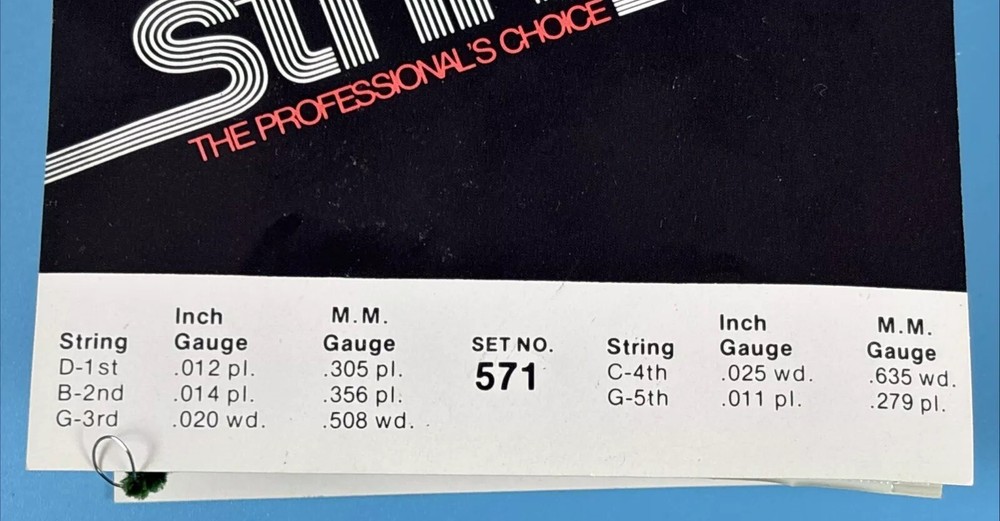 THE PROFESSIONAL'S CHOICE
String Inch Gauge M.M. Gauge
D-1st .012 pl. .305 pl.
B-2nd .014 pl. .356 pl.
G-3rd .020 wd. .508 wd.
SET NO.
571
String Inch Gauge M.M. Gauge
C-4th .025 wd. .635 wd.
G-5th .011 pl. .279 pl.